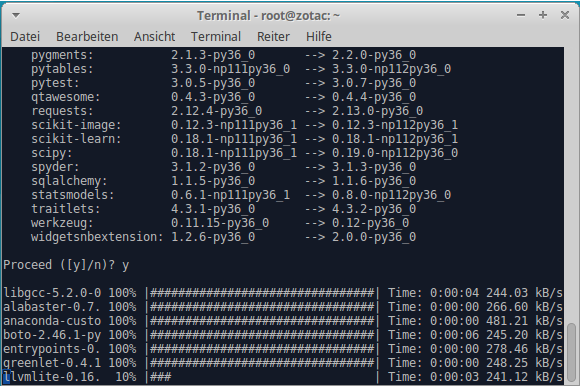 Terminal - root@zotac: ~
Datei Bearbeiten Ansicht Terminal Reiter Hilfe
pygments: 2.1.3-py36_0 --> 2.2.0-py36_0
pytables: 3.3.0-np111py36_0 --> 3.3.0-np112py36_0
pytest: 3.0.5-py36_0 --> 3.0.7-py36_0
qtawesome: 0.4.3-py36_0 --> 0.4.4-py36_0
requests: 2.12.4-py36_0 --> 2.13.0-py36_0
scikit-image: 0.12.3-np111py36_1 --> 0.12.3-np112py36_1
scikit-learn: 0.18.1-np111py36_1 --> 0.18.1-np112py36_1
scipy: 0.18.1-np111py36_1 --> 0.19.0-np112py36_0
spyder: 3.1.2-py36_0 --> 3.1.3-py36_0
sqlalchemy: 1.1.5-py36_0 --> 1.1.6-py36_0
statsmodels: 0.6.1-np111py36_1 --> 0.8.0-np112py36_0
traitlets: 4.3.1-py36_0 --> 4.3.2-py36_0
werkzeug: 0.11.15-py36_0 --> 0.12-py36_0
widgetsnbextension: 1.2.6-py36_0 --> 2.0.0-py36_0
Proceed ([y]/n)? y
libgcc-5.2.0-0 100% |################################| Time: 0:00:04 244.03 kB/s
alabaster-0.7. 100% |################################| Time: 0:00:00 266.60 kB/s
anaconda-custo 100% |################################| Time: 0:00:00 481.21 kB/s
boto-2.46.1-py 100% |################################| Time: 0:00:06 245.20 kB/s
entrypoints-0. 100% |################################| Time: 0:00:00 278.46 kB/s
greenlet-0.4.1 100% |################################| Time: 0:00:00 248.25 kB/s
llvmlite-0.16. 10% |### | Time: 0:00:03 241.12 kB/s